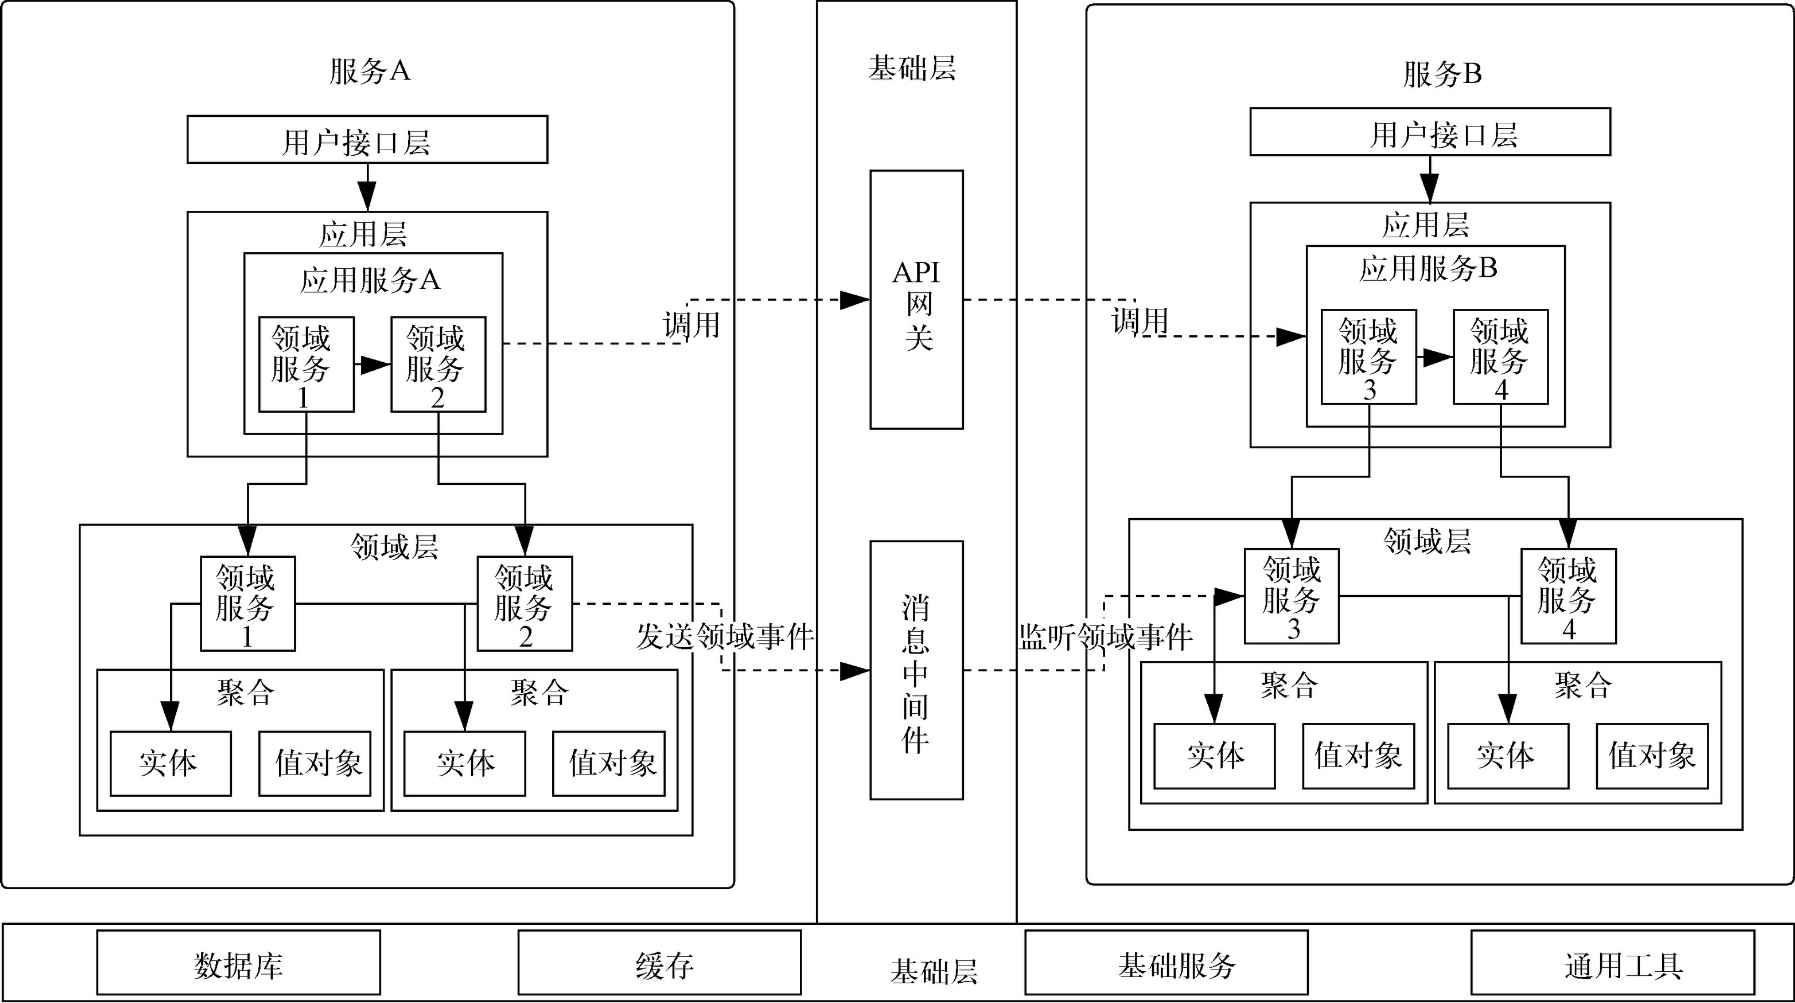 服务A
用户接口层
应用层
应用服务A
领域
服务
1
领域
服务
2
调用
领域层
领域
服务
1
领域
服务
2
发送领域事件
聚合
实体
值对象
聚合
实体
值对象
基础层
API
网
关
消
息
中
间
件
服务B
用户接口层
应用层
应用服务B
领域
服务
3
领域
服务
4
调用
领域层
领域
服务
3
领域
服务
4
监听领域事件
聚合
实体
值对象
聚合
实体
值对象
数据库
缓存
基础层
基础服务
通用工具